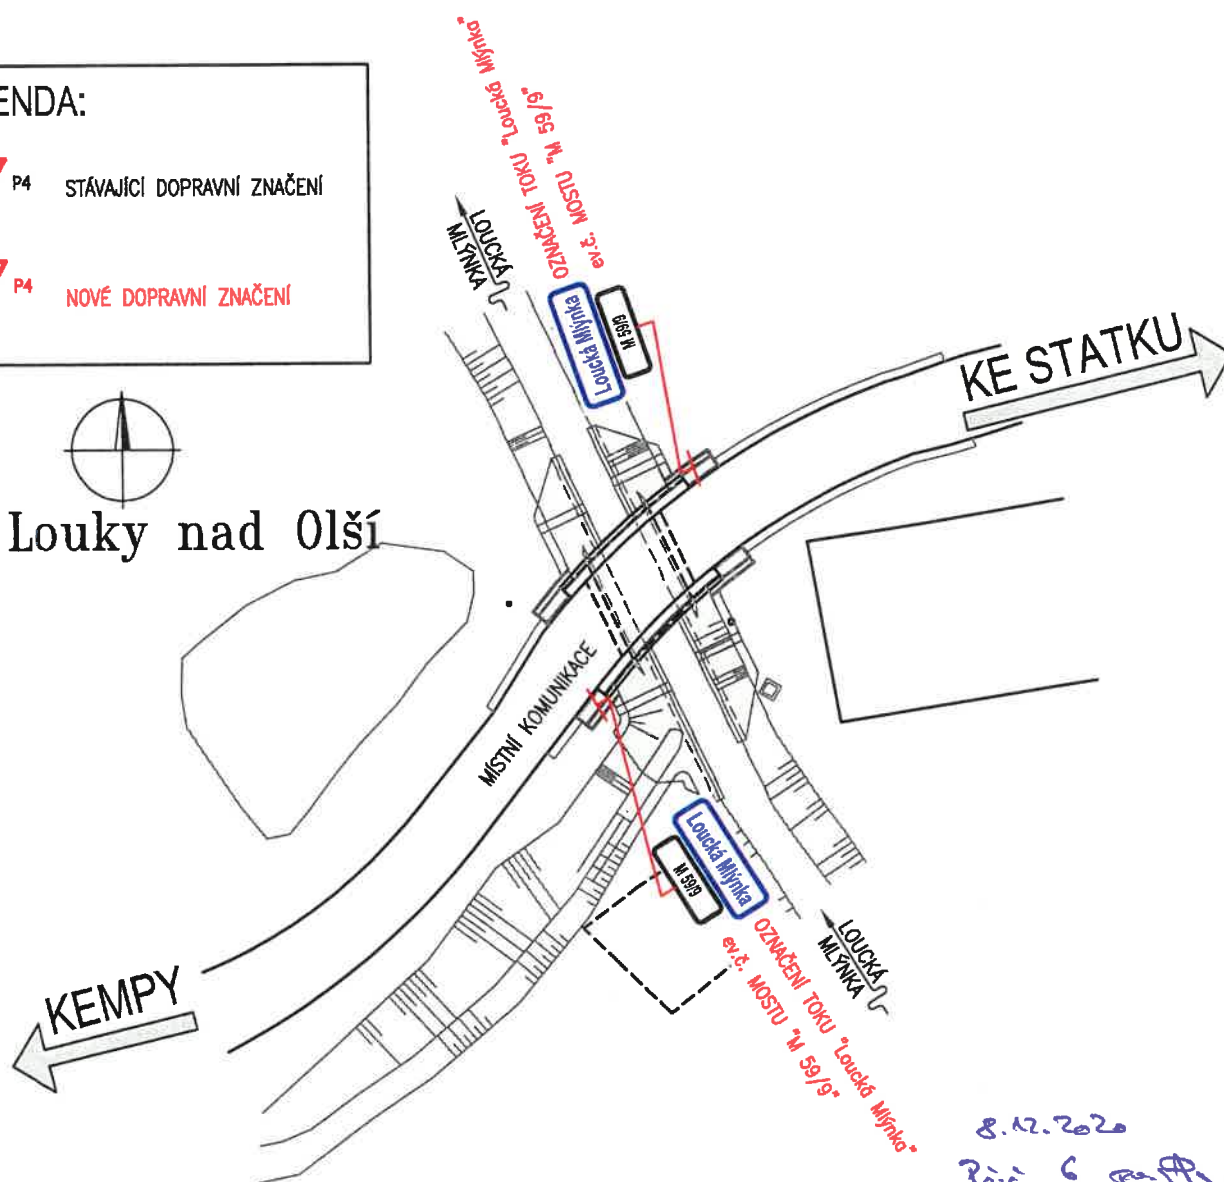 ENDA:
P4 STÁVAJÍCÍ DOPRAVNÍ ZNAČENÍ
P4 NOVÉ DOPRAVNÍ ZNAČENÍ
OZNAČENÍ TOKU "Loucká Mlýnka"
ev.č. MOSTU "M 59/9"
LOUCKÁ
MLÝNKA
Loucká Mlýnka
M 59/9
KE STATKU
Louky nad Olší
MÍSTNÍ KOMUNIKACE
Loucká Mlýnka
M 59/9
KEMPY
OZNAČENÍ TOKU "Loucká Mlýnka"
ev.č. MOSTU "M 59/9"
LOUCKÁ
MLÝNKA
8.12.2020